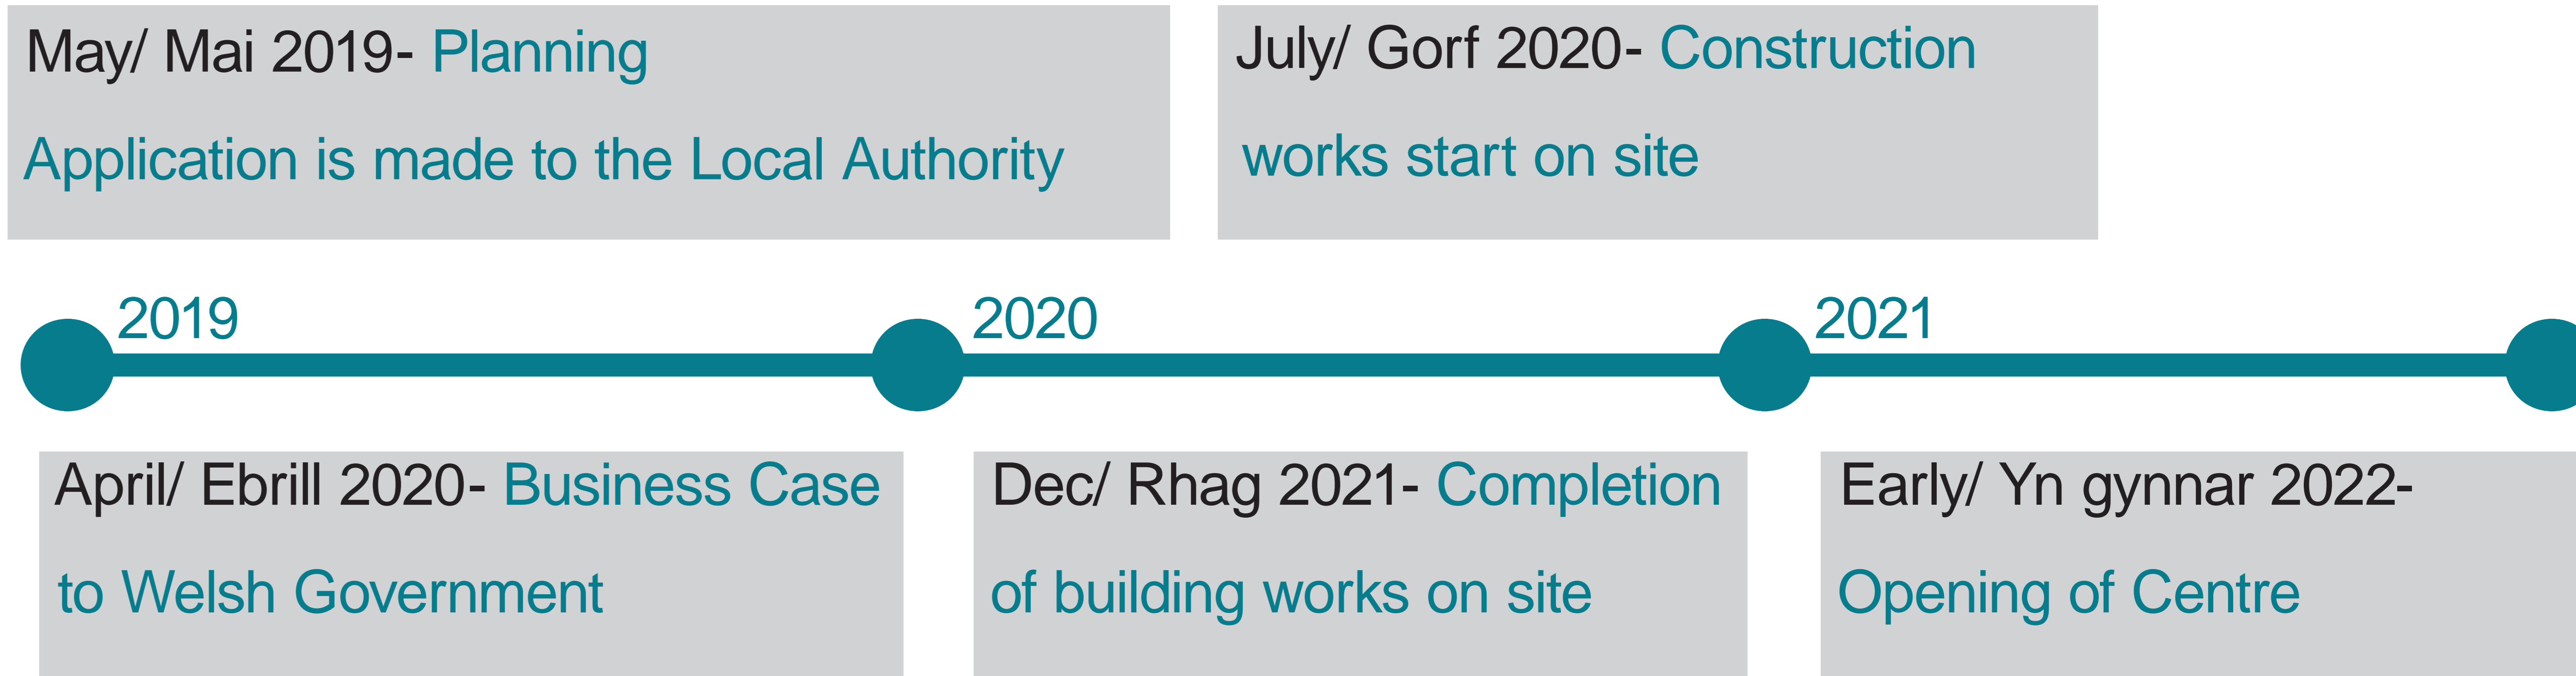 May/ Mai 2019- Planning
Application is made to the Local Authority
July/ Gorf 2020- Construction
works start on site
2019
2020
2021
April/ Ebrill 2020- Business Case
to Welsh Government
Dec/ Rhag 2021- Completion
of building works on site
Early/ Yn gynnar 2022-
Opening of Centre